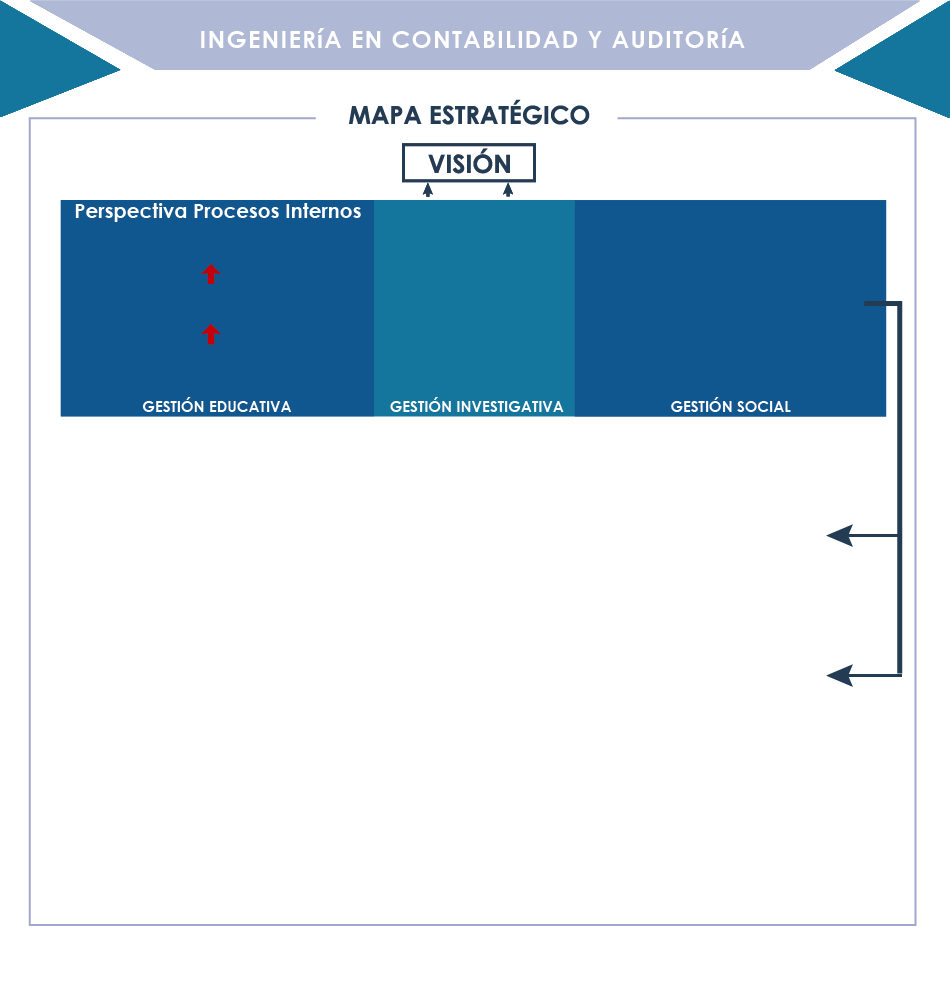 INGENIERíA EN CONTABILIDAD Y AUDITORíA
MAPA ESTRATÉGICO
VISIÓN
Perspectiva Procesos Internos
GESTIÓN EDUCATIVA
GESTIÓN INVESTIGATIVA
GESTIÓN SOCIAL